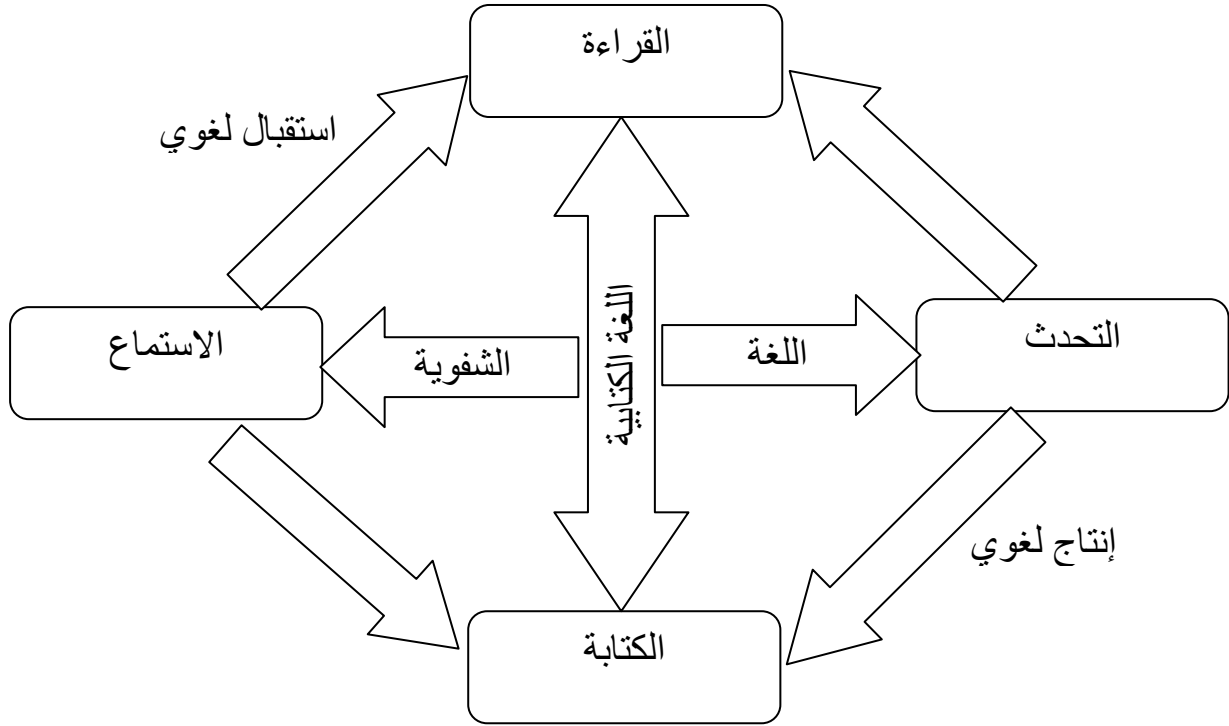 القراءة
استقبال لغوي
التحدث
اللغة
اللغة الكتابية
الشفوية
الاستماع
إنتاج لغوي
الكتابة